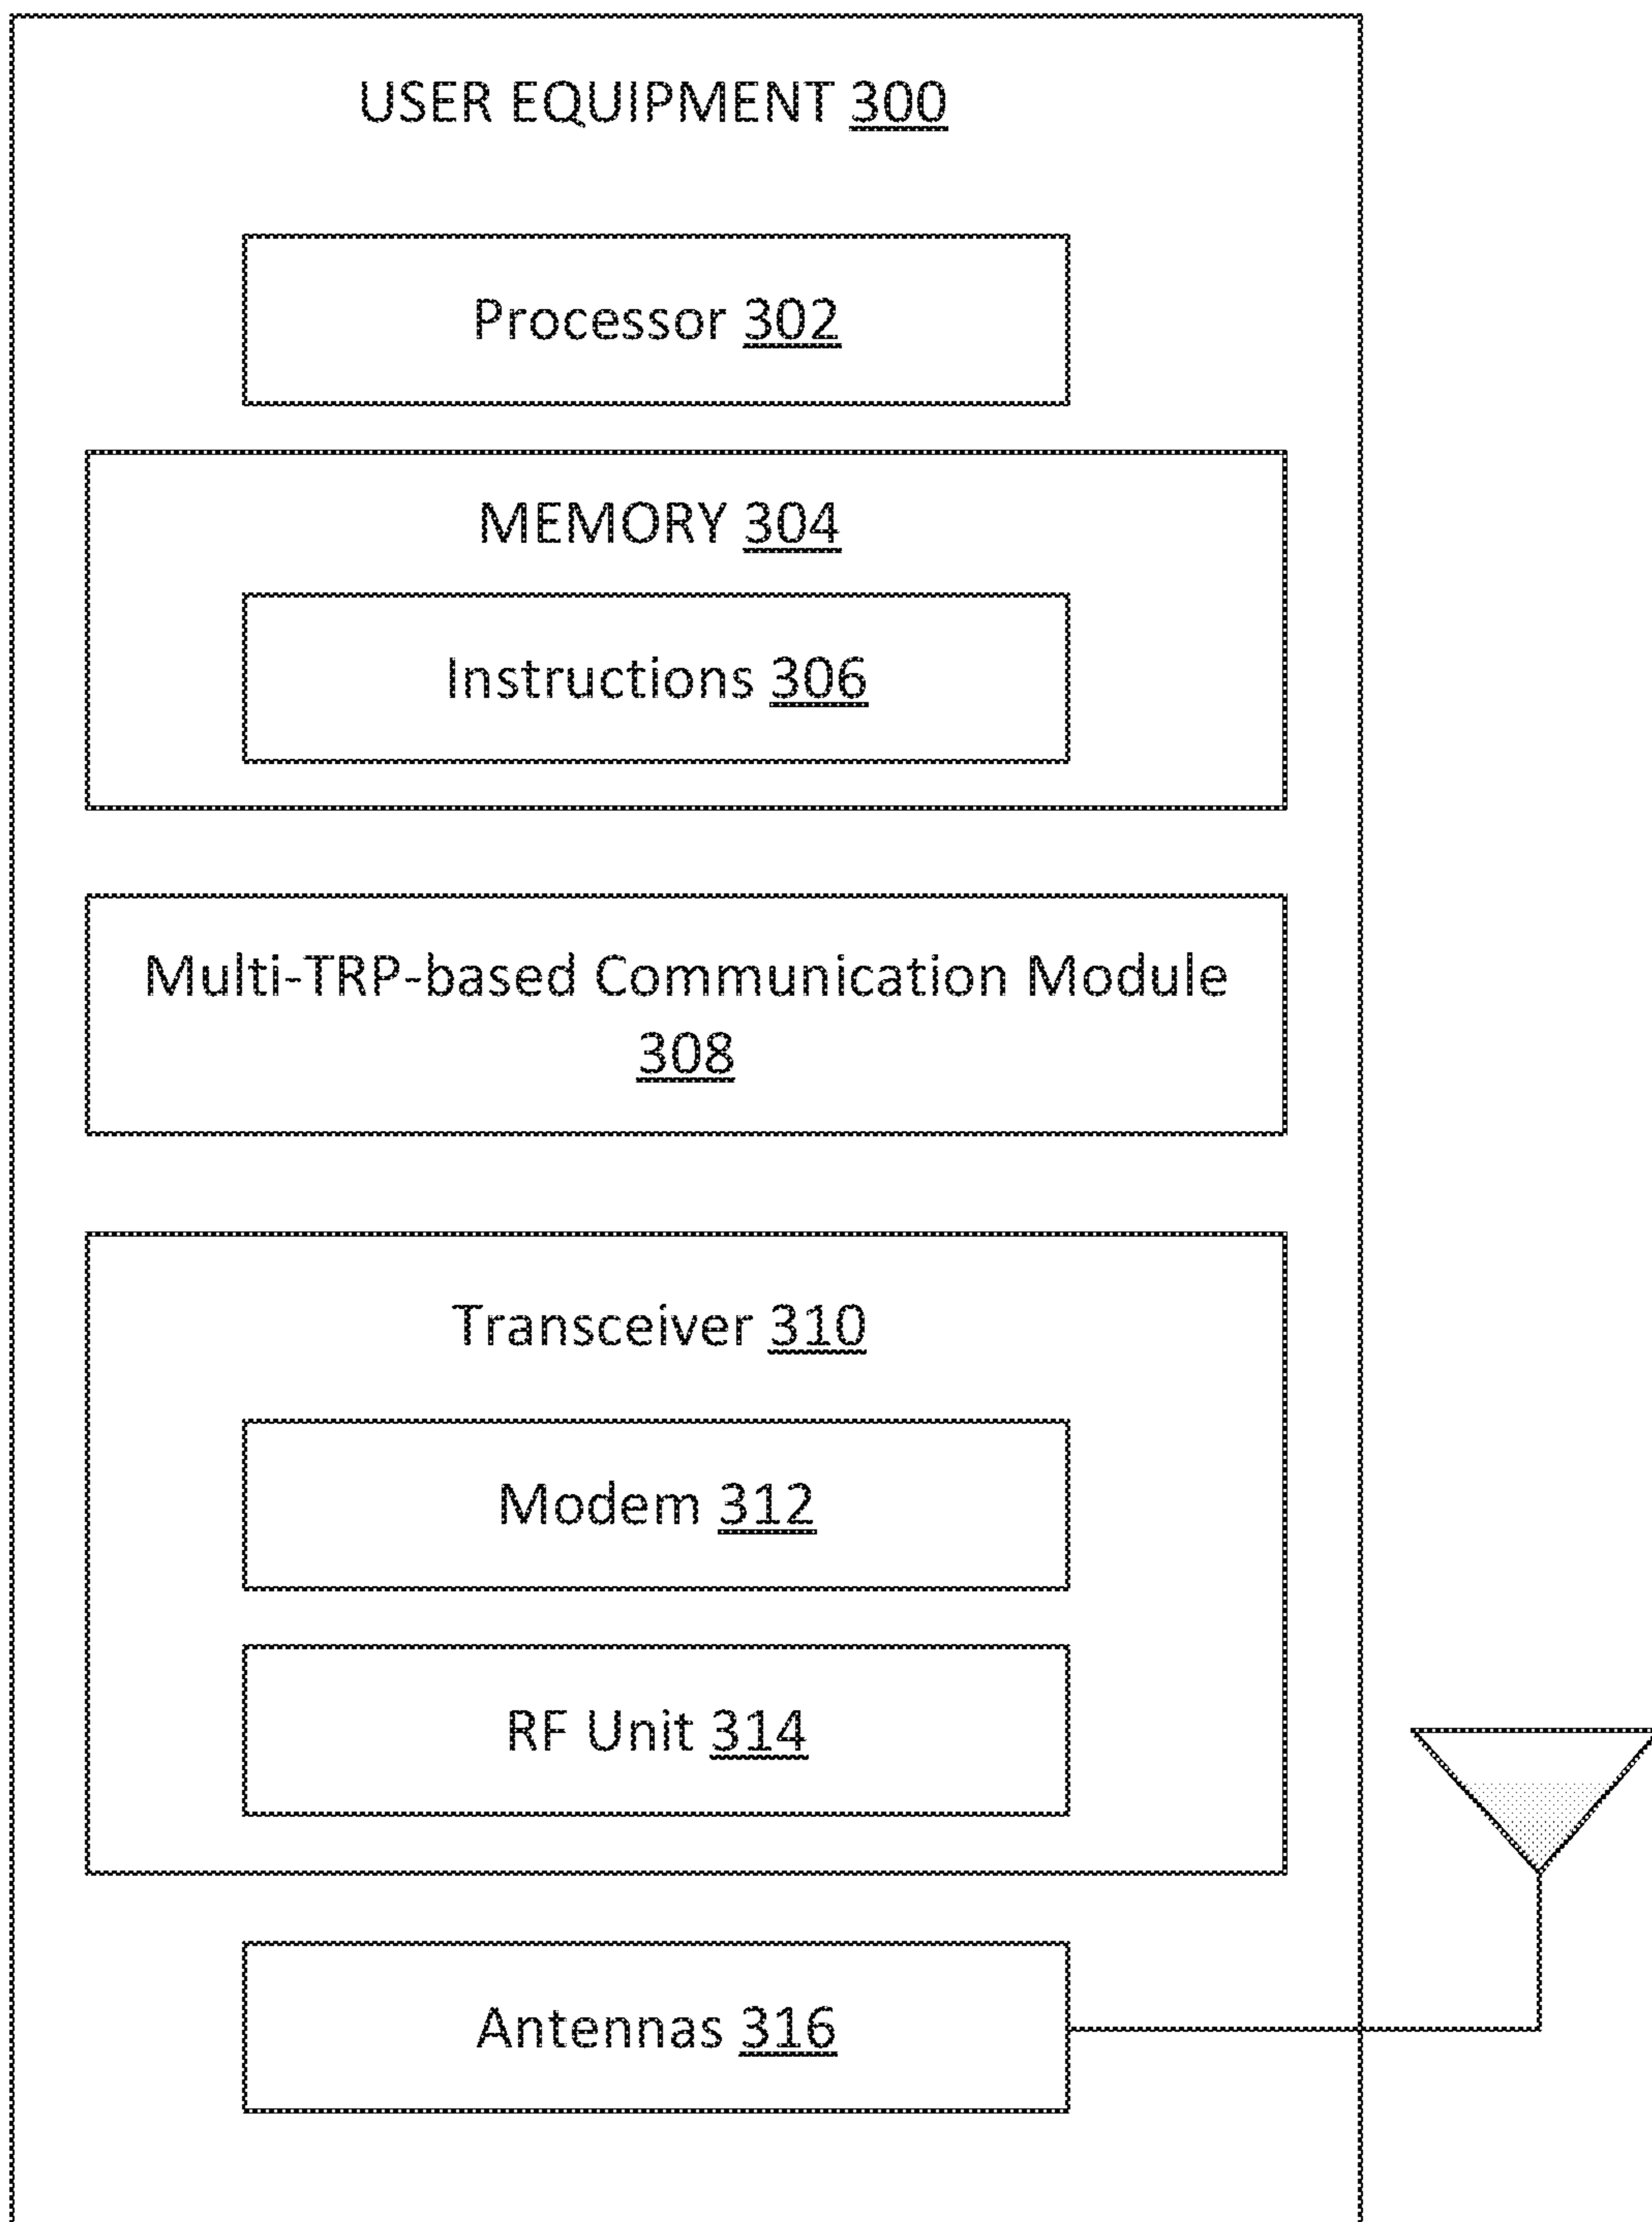 USER EQUIPMENT 300
Processor 302
MEMORY 304
Instructions 306
Multi-TRP-based Communication Module
308
Transceiver 310
Modem 312
RF Unit 314
Antennas 316